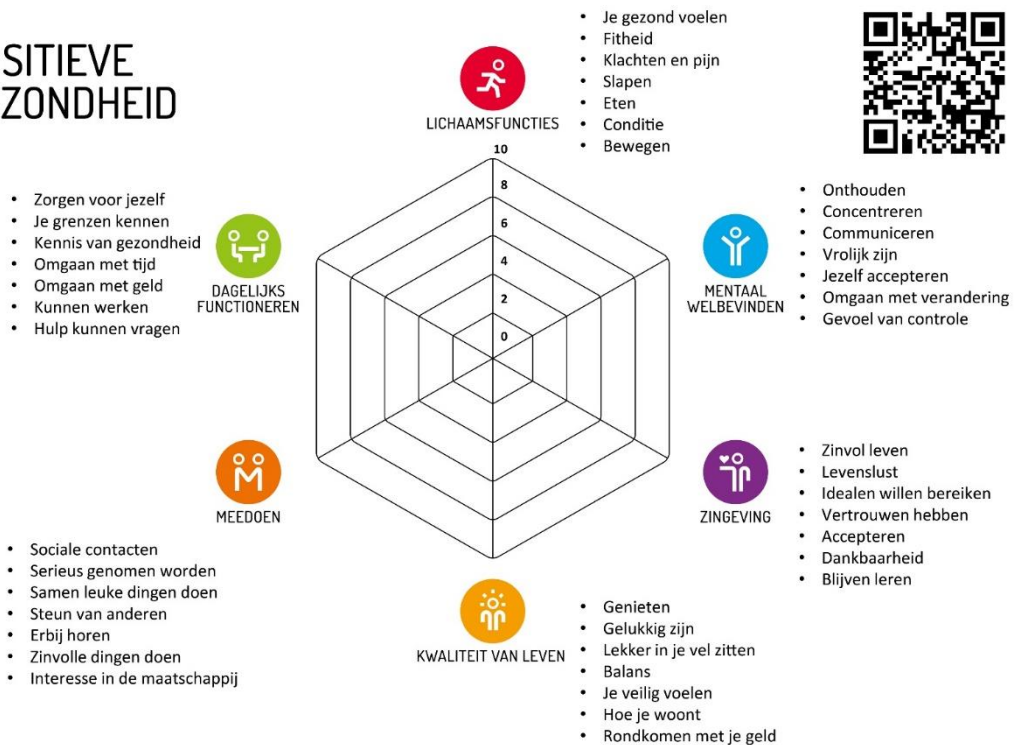 SITIEVE
ZONDHEID
LICHAAMSFUNCTIES
• Je gezond voelen
• Fitheid
• Klachten en pijn
• Slapen
• Eten
• Conditie
• Bewegen
10
8
6
4
2
0
MENTAAL
WELBEVINDEN
• Onthouden
• Concentreren
• Communiceren
• Vrolijk zijn
• Jezelf accepteren
• Omgaan met verandering
• Gevoel van controle
ZINGEVING
• Zinvol leven
• Levenslust
• Idealen willen bereiken
• Vertrouwen hebben
• Accepteren
• Dankbaarheid
• Blijven leren
KWALITEIT VAN LEVEN
• Genieten
• Gelukkig zijn
• Lekker in je vel zitten
• Balans
• Je veilig voelen
• Hoe je woont
• Rondkomen met je geld
MEEDOEN
• Sociale contacten
• Serieus genomen worden
• Samen leuke dingen doen
• Steun van anderen
• Erbij horen
• Zinvolle dingen doen
• Interesse in de maatschappij
DAGELIJKS
FUNCTIONEREN
• Zorgen voor jezelf
• Je grenzen kennen
• Kennis van gezondheid
• Omgaan met tijd
• Omgaan met geld
• Kunnen werken
• Hulp kunnen vragen